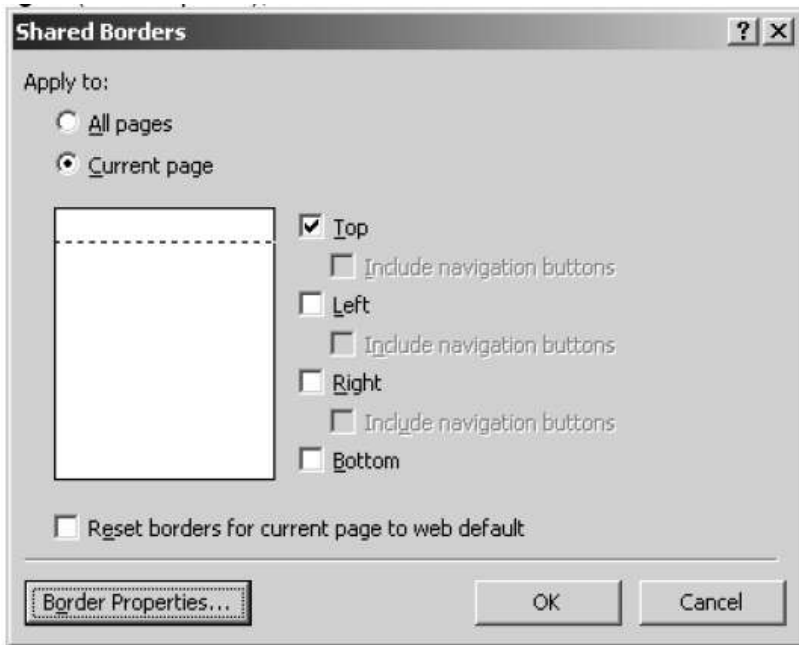 Shared Borders
Apply to:
All pages
Current page
Top
Include navigation buttons
Left
Include navigation buttons
Right
Include navigation buttons
Bottom
Reset borders for current page to web default
Border Properties... OK Cancel